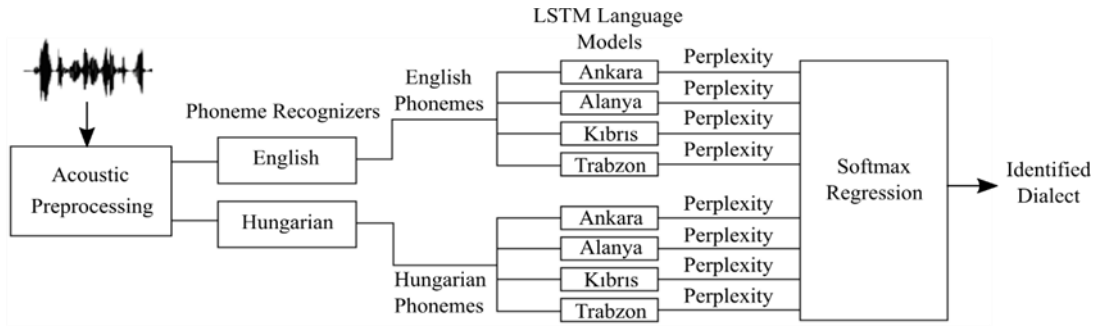 LSTM Language
Models
Phoneme Recognizers
Acoustic
Preprocessing
English
Hungarian
English
Phonemes
Hungarian
Phonemes
Ankara
Perplexity
Alanya
Perplexity
Kıbrıs
Perplexity
Trabzon
Perplexity
Ankara
Perplexity
Alanya
Perplexity
Kıbrıs
Perplexity
Trabzon
Perplexity
Softmax
Regression
Identified
Dialect